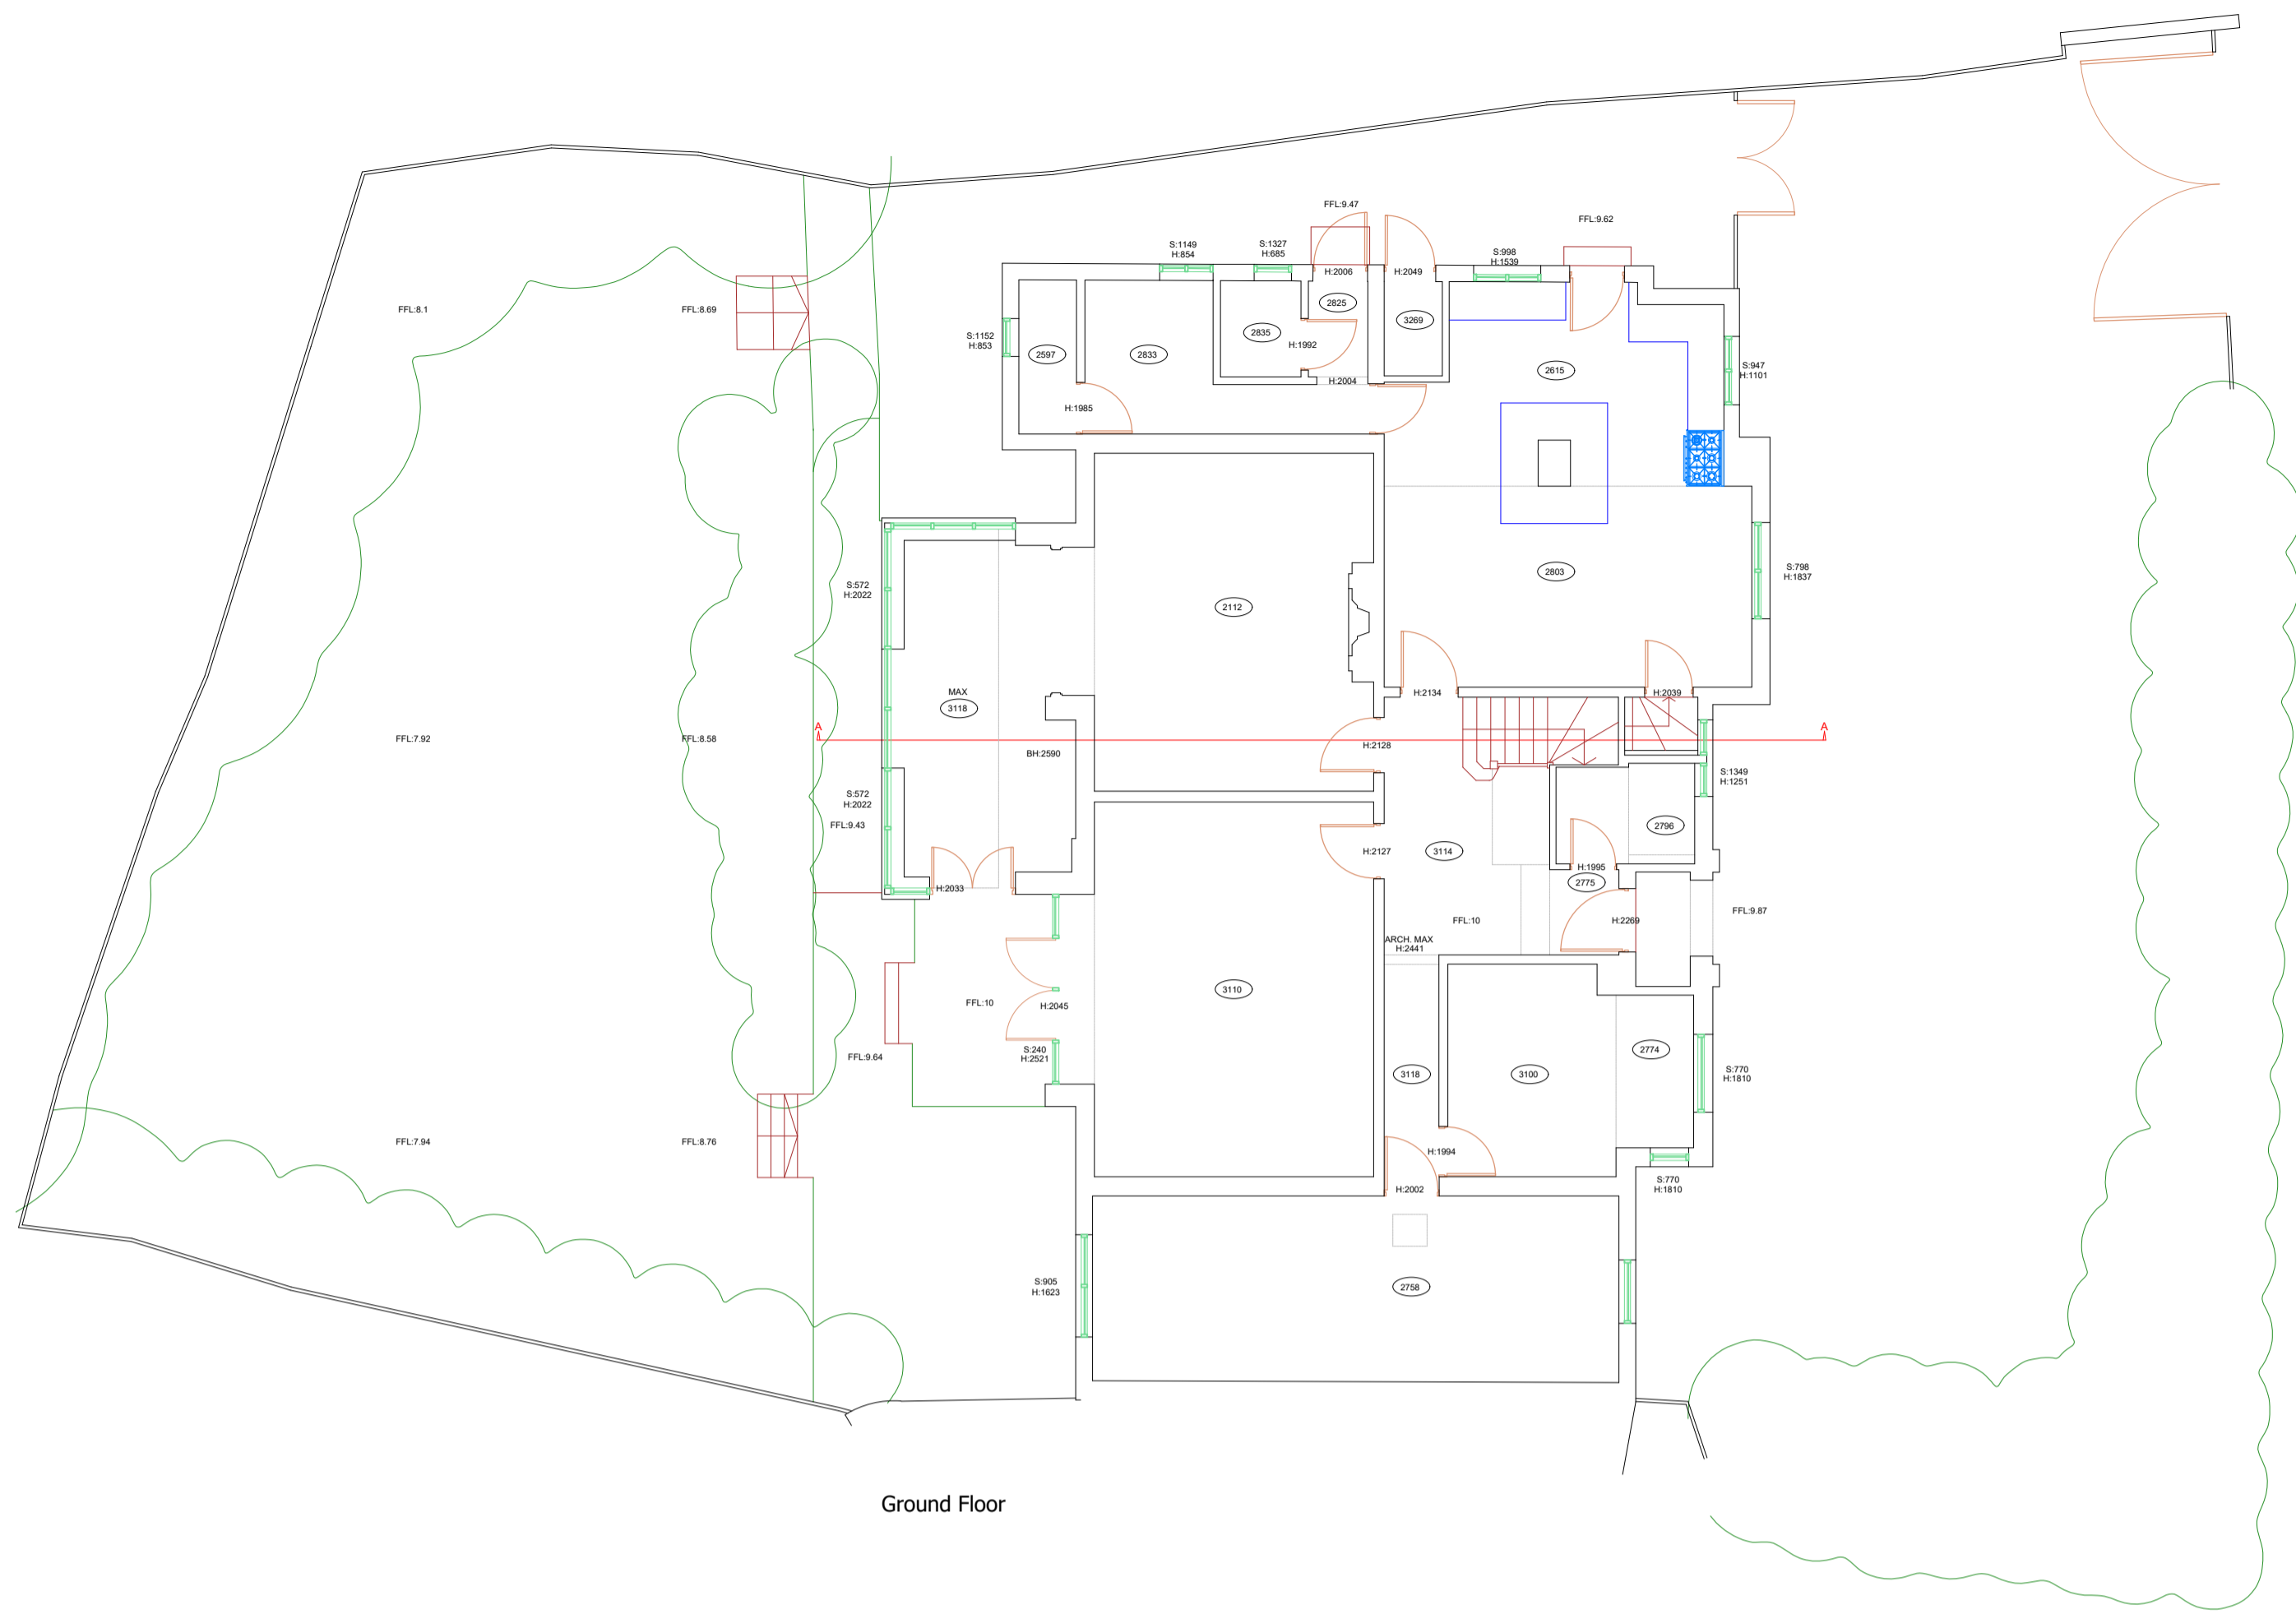 FFL:9.47
FFL:9.62
S:1149
H:854
S:1327
H:685
S:998
H:1539
H:2006
H:2049
FFL:8.1
FFL:8.69
2825
3269
2835
S:1152
H:853
2597
2833
H:1992
2615
S:947
H:1101
H:2004
H:1985
2803
S:798
H:1837
S:572
H:2022
2112
MAX
3118
H:2134
H:2039
A
A
FFL:7.92
FFL:8.58
BH:2590
H:2128
S:1349
H:1251
S:572
H:2022
FFL:9.43
2796
H:2127
3114
H:1995
2775
H:2033
FFL:10
H:2269
FFL:9.87
ARCH. MAX
H:2441
3110
FFL:10
H:2045
S:240
H:2521
FFL:9.64
2774
3118
3100
S:770
H:1810
FFL:7.94
FFL:8.76
H:1994
H:2002
S:770
H:1810
S:905
H:1623
2758
Ground Floor